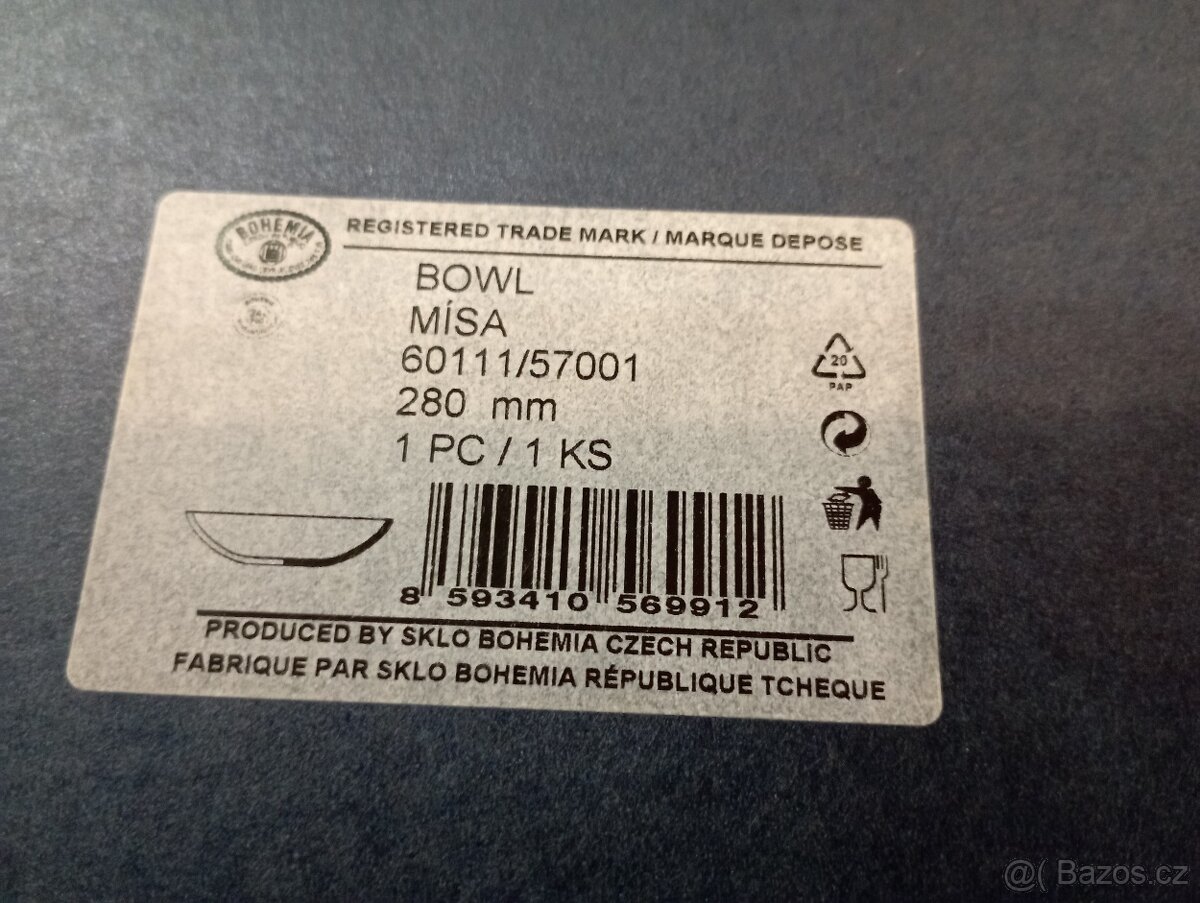 BOHEMIA
REGISTERED TRADE MARK / MARQUE DEPOSE
BOWL
MÍSA
60111/57001
280 mm
1 PC / 1 KS
20
PAP
8 593410 569912
PRODUCED BY SKLO BOHEMIA CZECH REPUBLIC
FABRIQUE PAR SKLO BOHEMIA RÉPUBLIQUE TCHEQUE
@( Bazos.cz